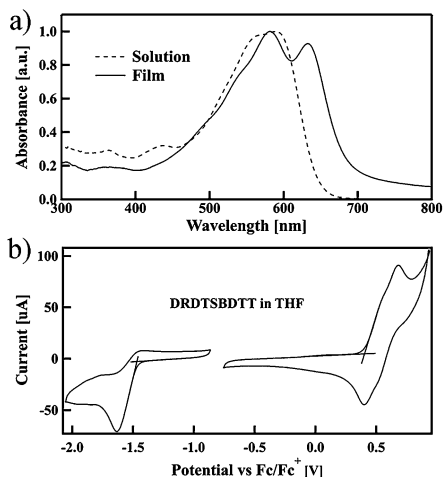 a)
Absorbance [a.u.]
1.0
0.8
0.6
0.4
0.2
0.0
Solution
Film
300 400 500 600 700 800
Wavelength [nm]
b)
Current [uA]
100
50
0
-50
DRDTSBDTT in THF
-2.0 -1.5 -1.0 -0.5 0.0 0.5
Potential vs Fc/Fc+ [V]